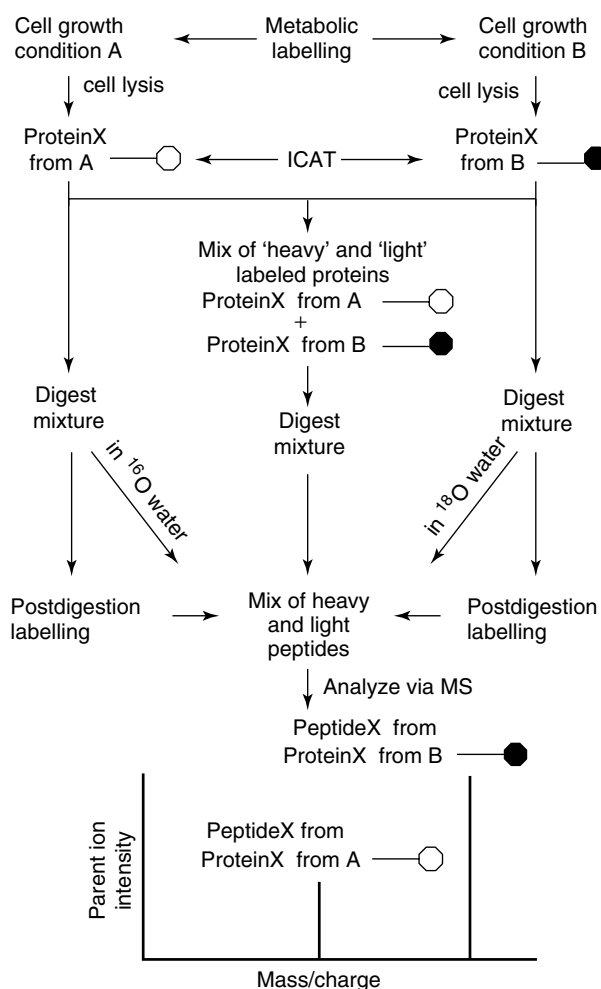 Cell growth
condition A
Metabolic
labelling
Cell growth
condition B
cell lysis
cell lysis
ProteinX
from A
ICAT
ProteinX
from B
Mix of ‘heavy’ and ‘light’
labeled proteins
ProteinX from A
+
ProteinX from B
Digest
mixture
Digest
mixture
Digest
mixture
in ¹⁶O water
in ¹⁸O water
Postdigestion
labelling
Mix of heavy
and light
peptides
Postdigestion
labelling
Analyze via MS
PeptideX from
ProteinX from B
PeptideX from
ProteinX from A
Parent ion
intensity
Mass/charge